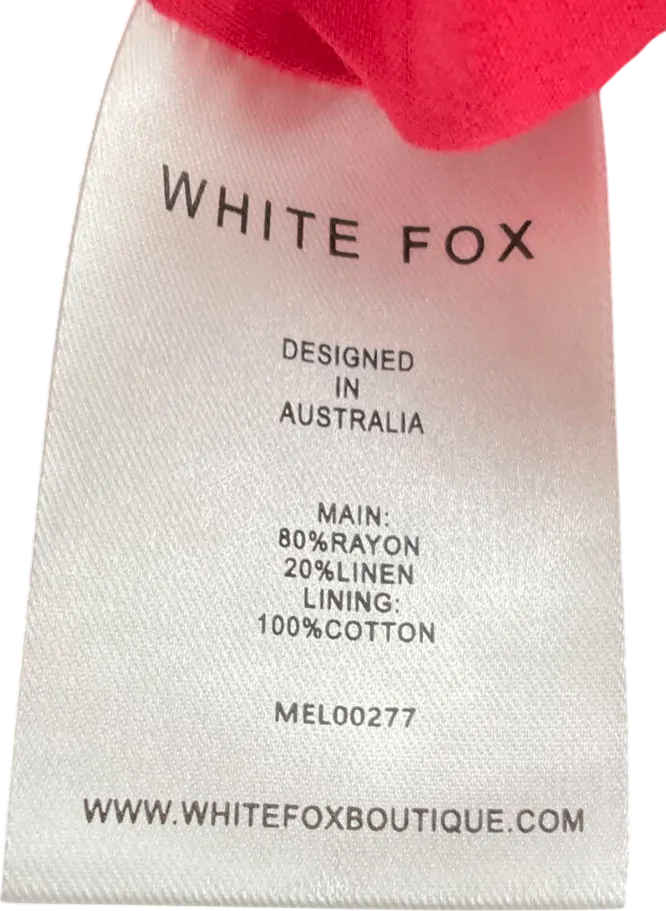 WHITE FOX
DESIGNED
IN
AUSTRALIA
MAIN:
80%RAYON
20%LINEN
LINING:
100%COTTON
MEL00277
WWW.WHITEFOXBOUTIQUE.COM